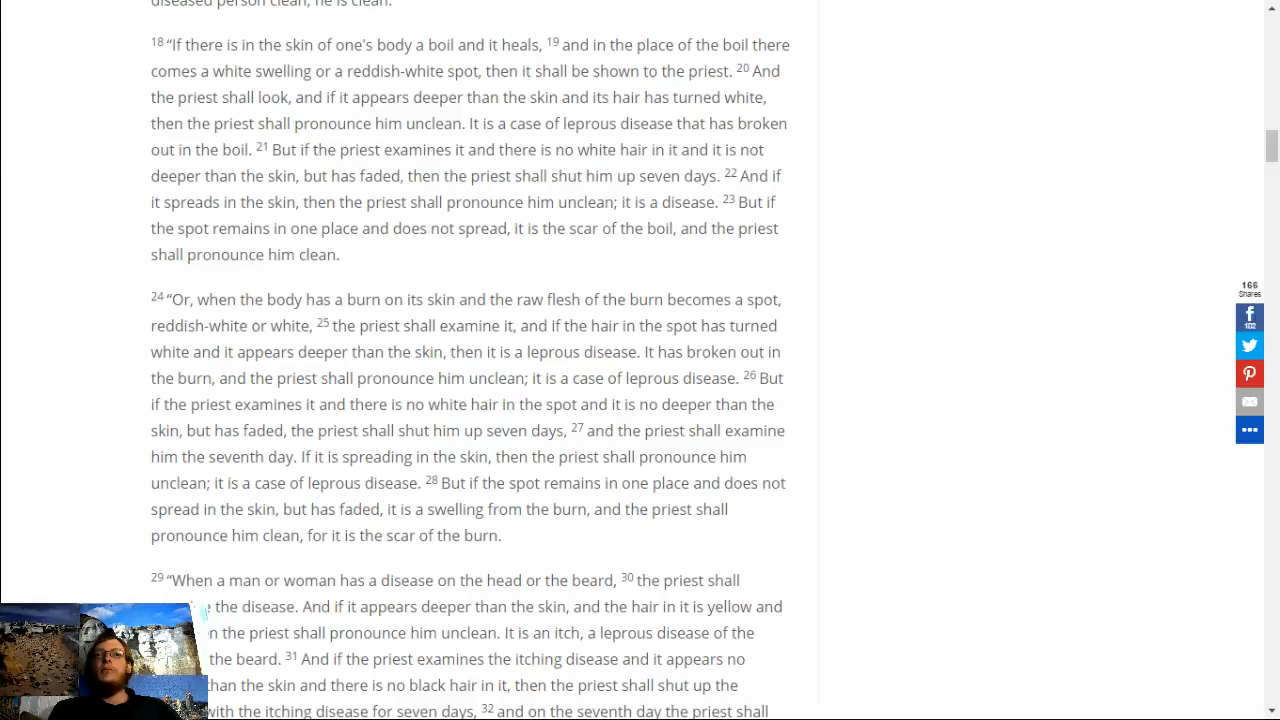 diseased person clean, he is clean.
18 “If there is in the skin of one's body a boil and it heals, 19 and in the place of the boil there
comes a white swelling or a reddish-white spot, then it shall be shown to the priest. 20 And
the priest shall look, and if it appears deeper than the skin and its hair has turned white,
then the priest shall pronounce him unclean. It is a case of leprous disease that has broken
out in the boil. 21 But if the priest examines it and there is no white hair in it and it is not
deeper than the skin, but has faded, then the priest shall shut him up seven days. 22 And if
it spreads in the skin, then the priest shall pronounce him unclean; it is a disease. 23 But if
the spot remains in one place and does not spread, it is the scar of the boil, and the priest
shall pronounce him clean.
24 “Or, when the body has a burn on its skin and the raw flesh of the burn becomes a spot,
reddish-white or white, 25 the priest shall examine it, and if the hair in the spot has turned
white and it appears deeper than the skin, then it is a leprous disease. It has broken out in
the burn, and the priest shall pronounce him unclean; it is a case of leprous disease. 26 But
if the priest examines it and there is no white hair in the spot and it is no deeper than the
skin, but has faded, the priest shall shut him up seven days, 27 and the priest shall examine
him the seventh day. If it is spreading in the skin, then the priest shall pronounce him
unclean; it is a case of leprous disease. 28 But if the spot remains in one place and does not
spread in the skin, but has faded, it is a swelling from the burn, and the priest shall
pronounce him clean, for it is the scar of the burn.
29 “When a man or woman has a disease on the head or the beard, 30 the priest shall
the disease. And if it appears deeper than the skin, and the hair in it is yellow and
the priest shall pronounce him unclean. It is an itch, a leprous disease of the
the beard. 31 And if the priest examines the itching disease and it appears no
than the skin and there is no black hair in it, then the priest shall shut up the
with the itching disease for seven days, 32 and on the seventh day the priest shall
166
Shares
162